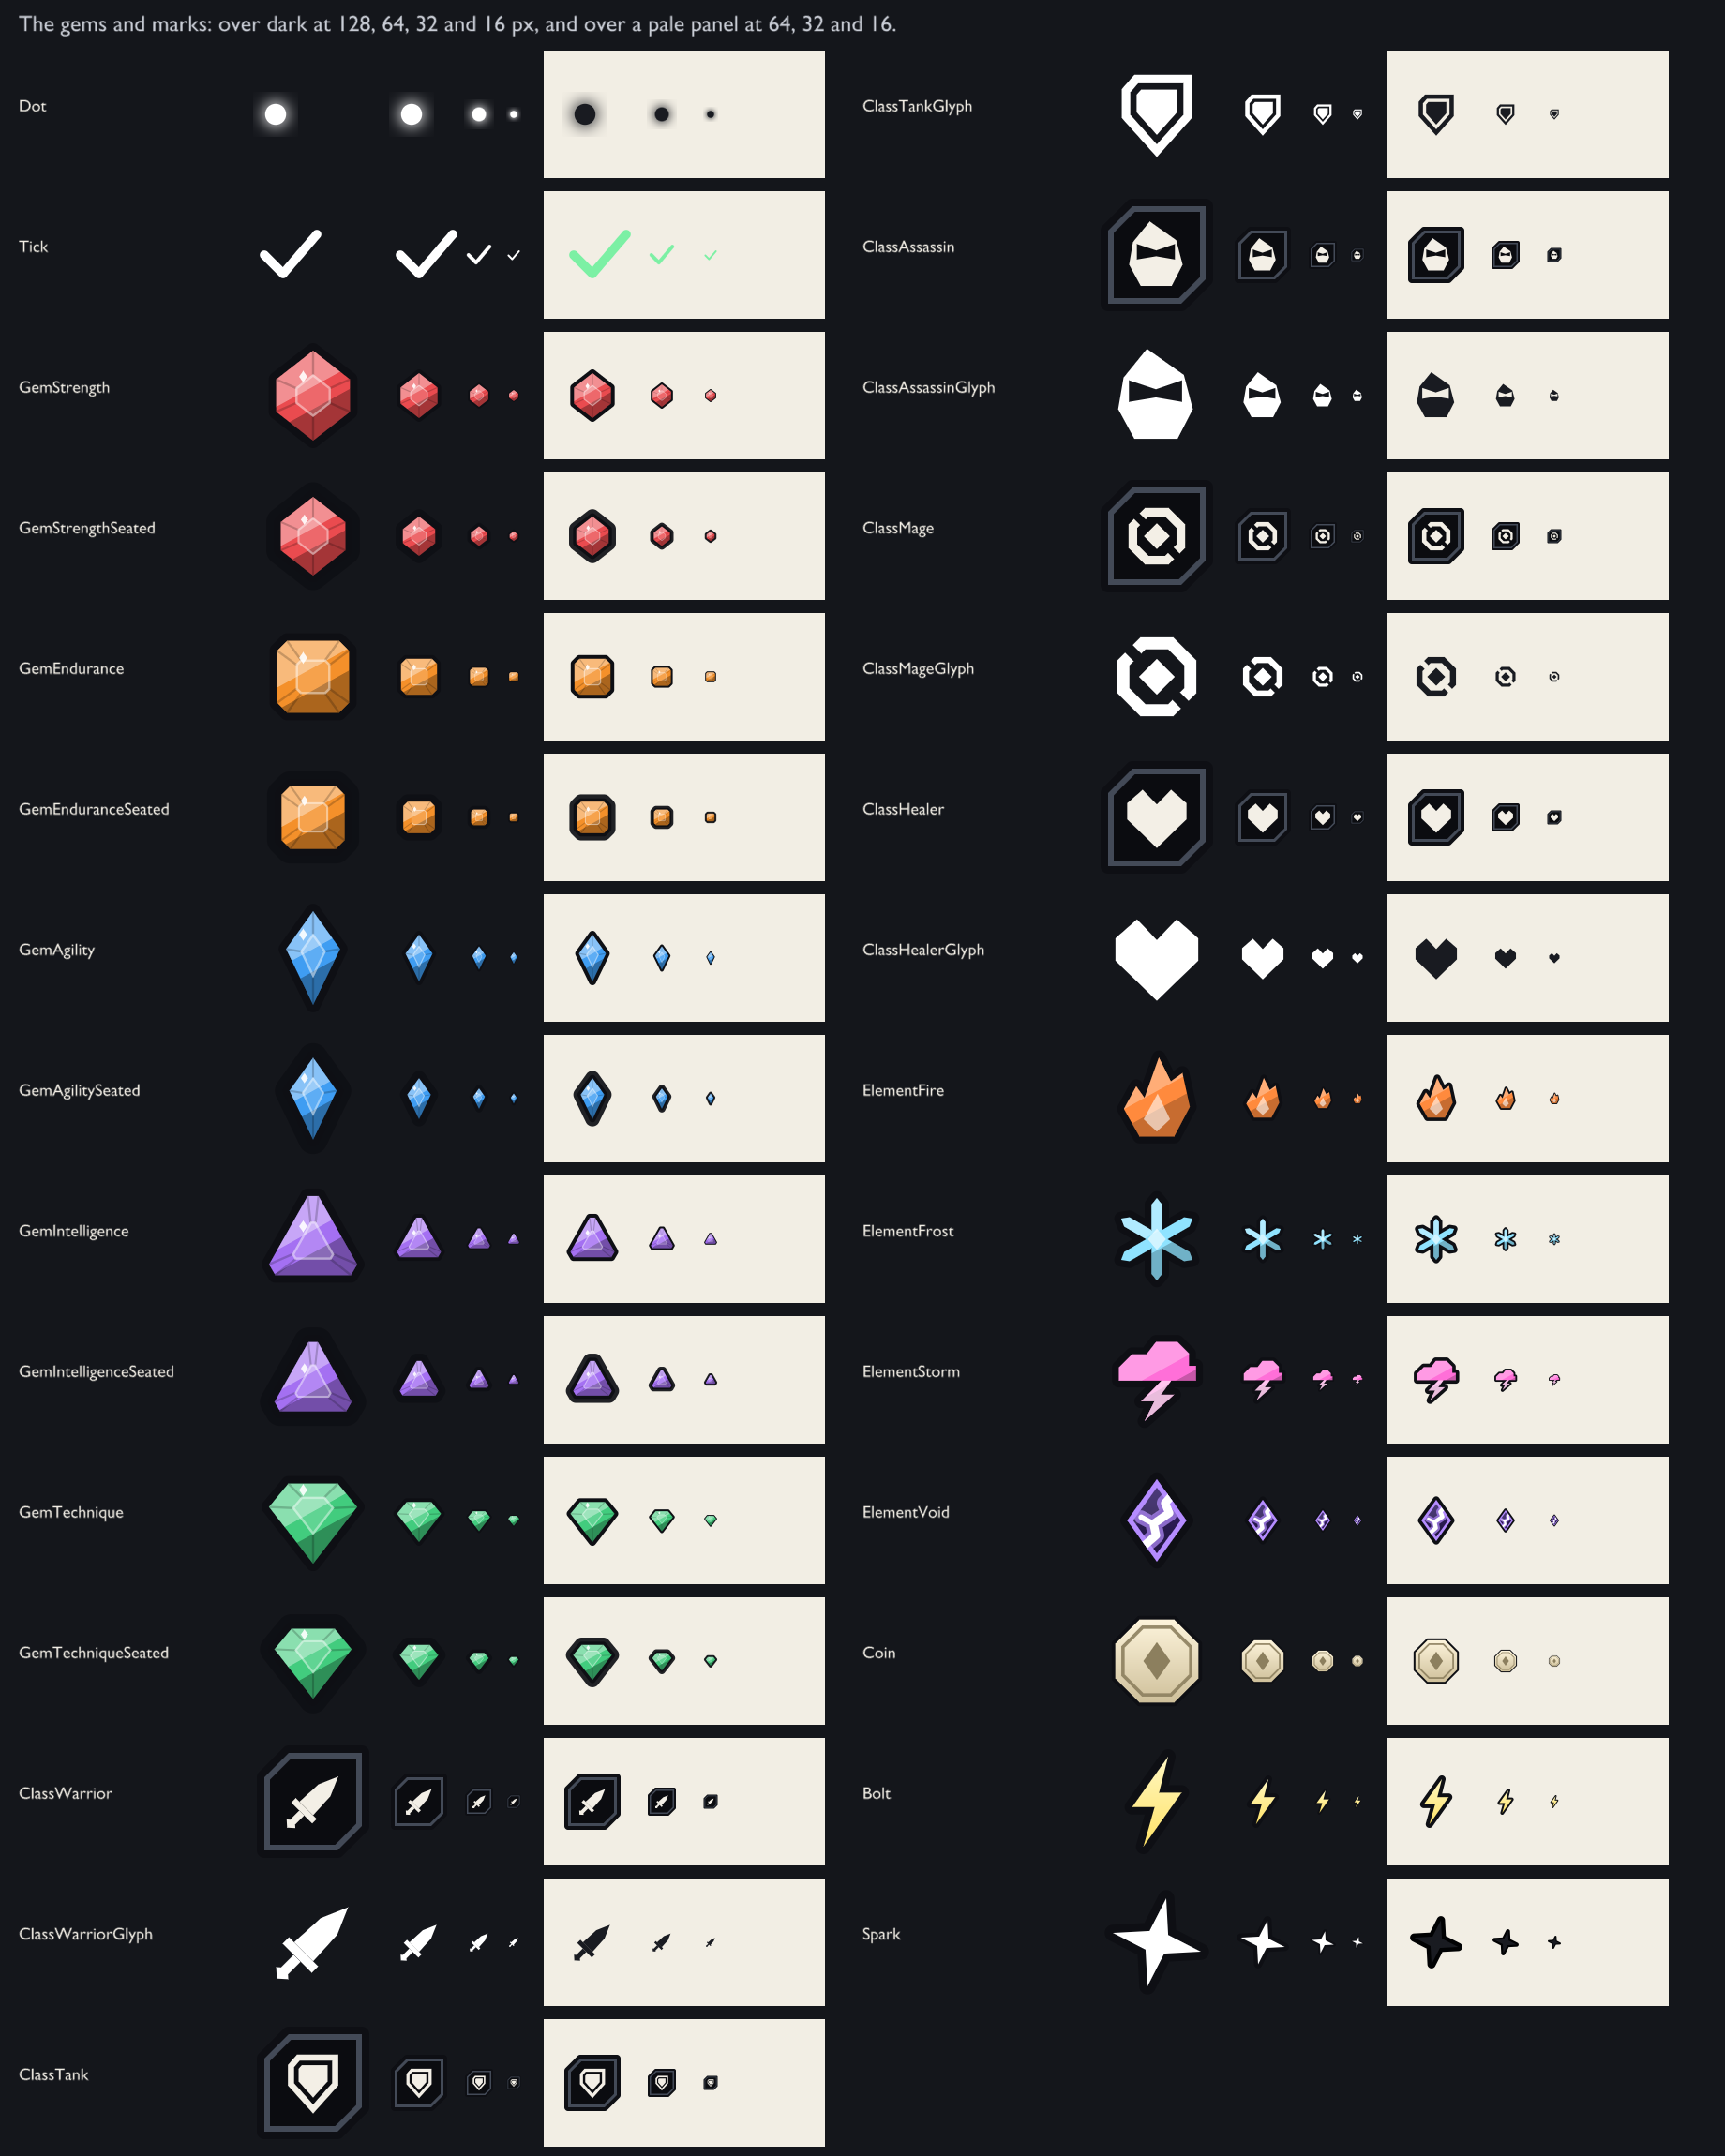 The gems and marks: over dark at 128, 64, 32 and 16 px, and over a pale panel at 64, 32 and 16.
Dot
Tick
GemStrength
GemStrengthSeated
GemEndurance
GemEnduranceSeated
GemAgility
GemAgilitySeated
GemIntelligence
GemIntelligenceSeated
GemTechnique
GemTechniqueSeated
ClassWarrior
ClassWarriorGlyph
ClassTank
ClassTankGlyph
ClassAssassin
ClassAssassinGlyph
ClassMage
ClassMageGlyph
ClassHealer
ClassHealerGlyph
ElementFire
ElementFrost
ElementStorm
ElementVoid
Coin
Bolt
Spark